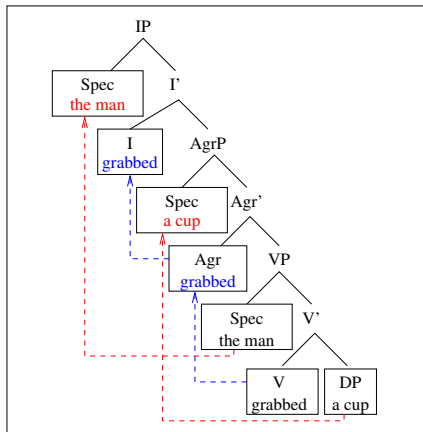 IP
Spec
the man
I'
I
grabbed
AgrP
Spec
a cup
Agr'
Agr
grabbed
VP
Spec
the man
V'
V
grabbed
DP
a cup